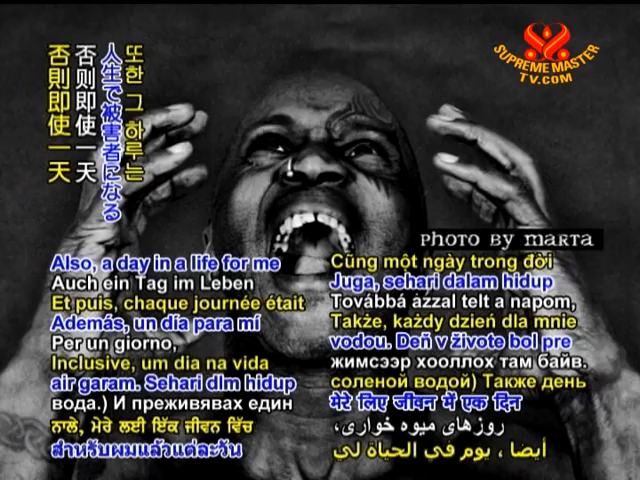 SUPREME MASTER
TV.COM
否則即使一天
否则即使一天
人生で被害者になる
또한 그 하루는
PHOTO BY MARTA
Also, a day in a life for me
Auch ein Tag im Leben
Et puis, chaque journée était
Además, un día para mí
Per un giorno,
Inclusive, um dia na vida
air garam. Sehari dlm hidup
вода.) И преживявах един
ਨਾਲੇ, ਮੇਰੇ ਲਈ ਇੱਕ ਜੀਵਨ ਵਿੱਚ
สำหรับผมแล้วแต่ละวัน
Cũng một ngày trong đời
Juga, sehari dalam hidup
Továbbá azzal telt a napom,
Także, każdy dzień dla mnie
vodou. Deň v živote bol pre
жимсээр хооллох там байв.
соленой водой) Также день
मेरे लिए जीवन में एक दिन
روزهای میوه خواری،
أيضا ، يوم في الحياة لي